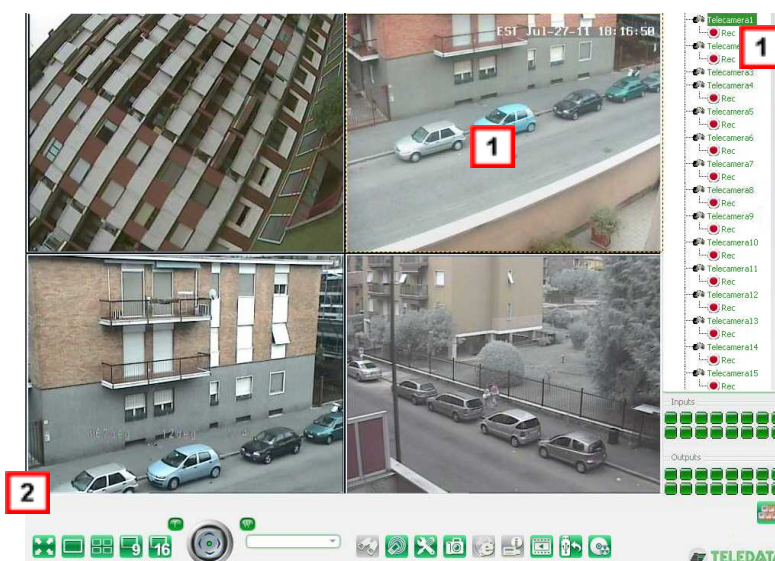 EST Jul-27-11 18:16:50
1
1
2
Telecamera1
Rec
Telecame
Rec
Telecamera3
Telecamera4
Rec
Telecamera5
Rec
Telecamera6
Rec
Telecamera7
Rec
Telecamera8
Rec
Telecamera9
Rec
Telecamera10
Rec
Telecamera11
Rec
Telecamera12
Rec
Telecamera13
Rec
Telecamera14
Rec
Telecamera15
Rec
Inputs
Outputs
9
16
TELEDATA